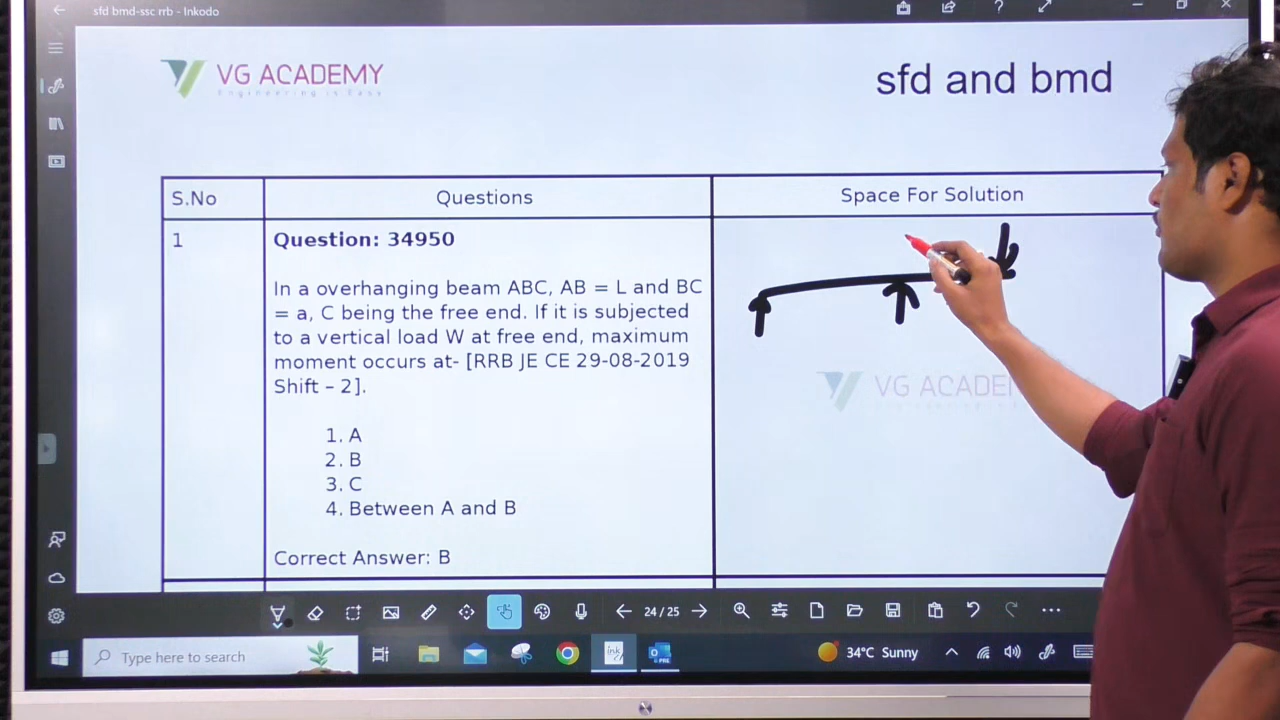 sfd bmd-ssc rrb - Inkodo
VG ACADEMY
Engineering is Easy
sfd and bmd
S.No
Questions
Space For Solution
1
Question: 34950
In a overhanging beam ABC, AB = L and BC
= a, C being the free end. If it is subjected
to a vertical load W at free end, maximum
moment occurs at- [RRB JE CE 29-08-2019
Shift – 2].
1. A
2. B
3. C
4. Between A and B
Correct Answer: B
VG ACADEM
24 / 25
Type here to search
34°C Sunny